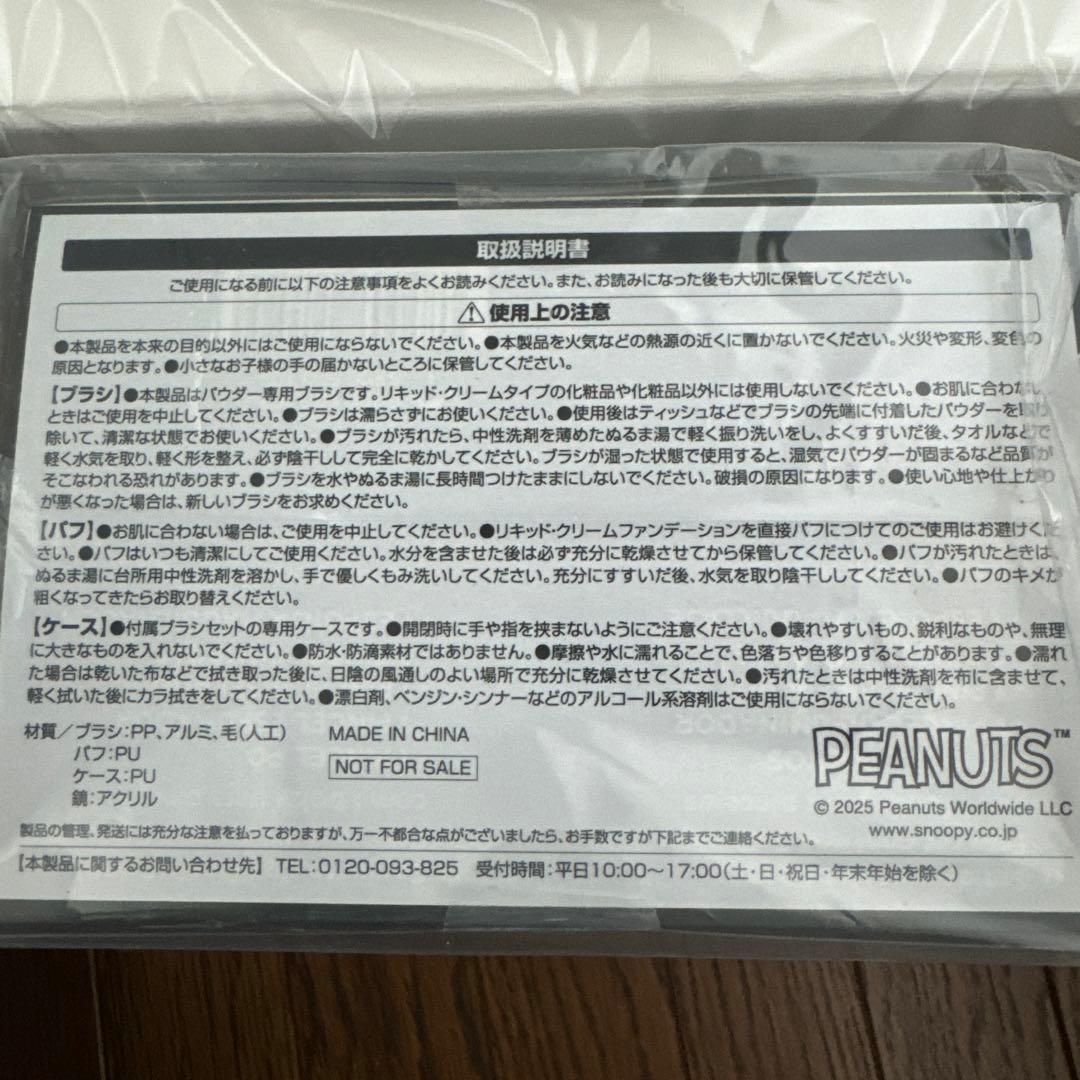 取扱説明書
ご使用になる前に以下の注意事項をよくお読みください。また、お読みになった後も大切に保管してください。
⚠使用上の注意
●本製品を本来の目的以外にはご使用にならないでください。●本製品を火気などの熱源の近くに置かないでください。火災や変形、変色の
原因となります。●小さなお子様の手の届かないところに保管してください。
【ブラシ】●本製品はパウダー専用ブラシです。リキッド・クリームタイプの化粧品や化粧品以外には使用しないでください。●お肌に合わない
ときはご使用を中止してください。●ブラシは濡らさずにお使いください。●使用後はティッシュなどでブラシの先端に付着したパウダーを取り
除いて、清潔な状態でお使いください。●ブラシが汚れたら、中性洗剤を薄めたぬるま湯で軽く振り洗いをし、よくすすいだ後、タオルなどで
軽く水気を取り、軽く形を整え、必ず陰干しして完全に乾かしてください。ブラシが湿った状態で使用すると、湿気でパウダーが固まるなど品質が
そこなわれる恐れがあります。●ブラシを水やぬるま湯に長時間つけたままにしないでください。破損の原因になります。●使い心地や仕上がり
が悪くなった場合は、新しいブラシをお求めください。
【パフ】●お肌に合わない場合は、ご使用を中止してください。●リキッド・クリームファンデーションを直接パフにつけてのご使用はお避けくだ
さい。●パフはいつも清潔にしてご使用ください。水分を含ませた後は必ず充分に乾燥させてから保管してください。●パフが汚れたときは、
ぬるま湯に台所用中性洗剤を溶かし、手で優しくもみ洗いしてください。充分にすすいだ後、水気を取り陰干ししてください。●パフのキメが
粗くなってきたらお取り替えください。
【ケース】●付属ブラシセットの専用ケースです。●開閉時に手や指を挟まないようにご注意ください。●壊れやすいもの、鋭利なものや、無理
に大きなものを入れないでください。●防水・防滴素材ではありません。●摩擦や水に濡れることで、色落ちや色移りすることがあります。●濡れ
た場合は乾いた布などで拭き取った後に、日陰の風通しのよい場所で充分に乾燥させてください。●汚れたときは中性洗剤を布に含ませて、
軽く拭いた後にカラ拭きをしてください。●漂白剤、ベンジン・シンナーなどのアルコール系溶剤はご使用にならないでください。
材質／ブラシ：PP、アルミ、毛（人工）
パフ：PU
ケース：PU
鏡：アクリル
MADE IN CHINA
NOT FOR SALE
PEANUTS™
© 2025 Peanuts Worldwide LLC
www.snoopy.co.jp
製品の管理、発送には充分な注意を払っておりますが、万一不都合な点がございましたら、お手数ですが下記までご連絡ください。
【本製品に関するお問い合わせ先】 TEL：0120-093-825 受付時間：平日10:00～17:00（土・日・祝日・年末年始を除く）